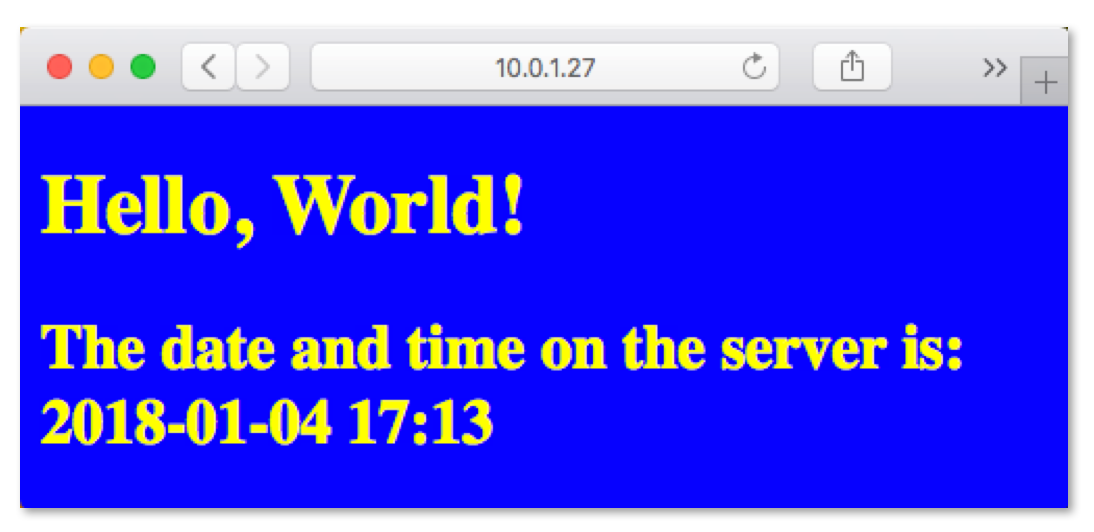 10.0.1.27
Hello, World!
The date and time on the server is:
2018-01-04 17:13